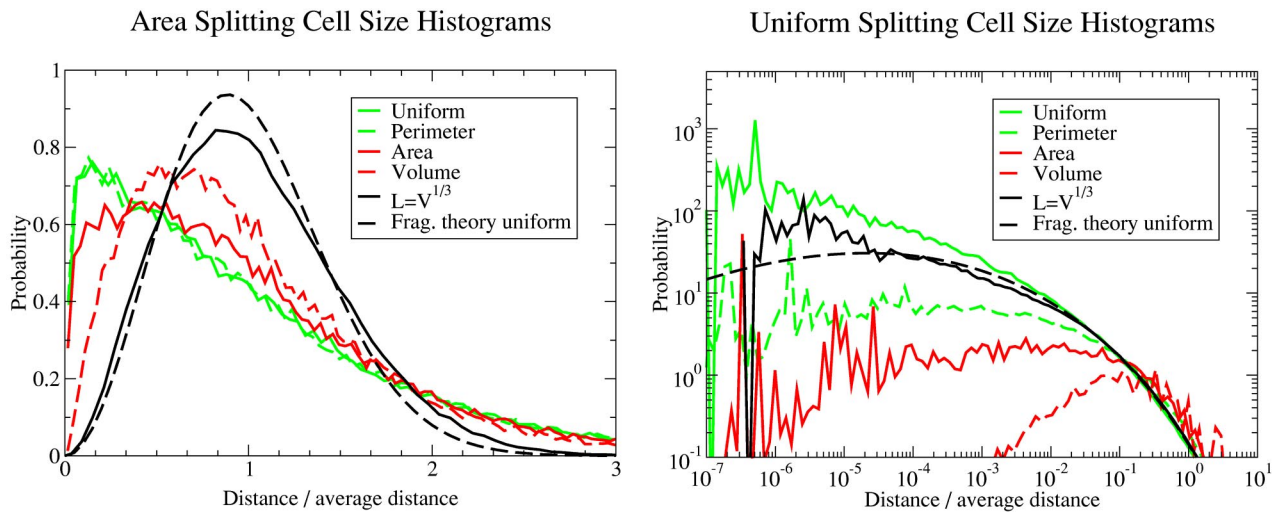 Area Splitting Cell Size Histograms
1
0.8
0.6
0.4
0.2
0
Probability
Uniform
Perimeter
Area
Volume
L=V^{1/3}
Frag. theory uniform
0 1 2 3
Distance / average distance
Uniform Splitting Cell Size Histograms
10^3
10^2
10^1
10^0
10^{-1}
Probability
Uniform
Perimeter
Area
Volume
L=V^{1/3}
Frag. theory uniform
10^{-7} 10^{-6} 10^{-5} 10^{-4} 10^{-3} 10^{-2} 10^{-1} 10^0 10^1
Distance / average distance